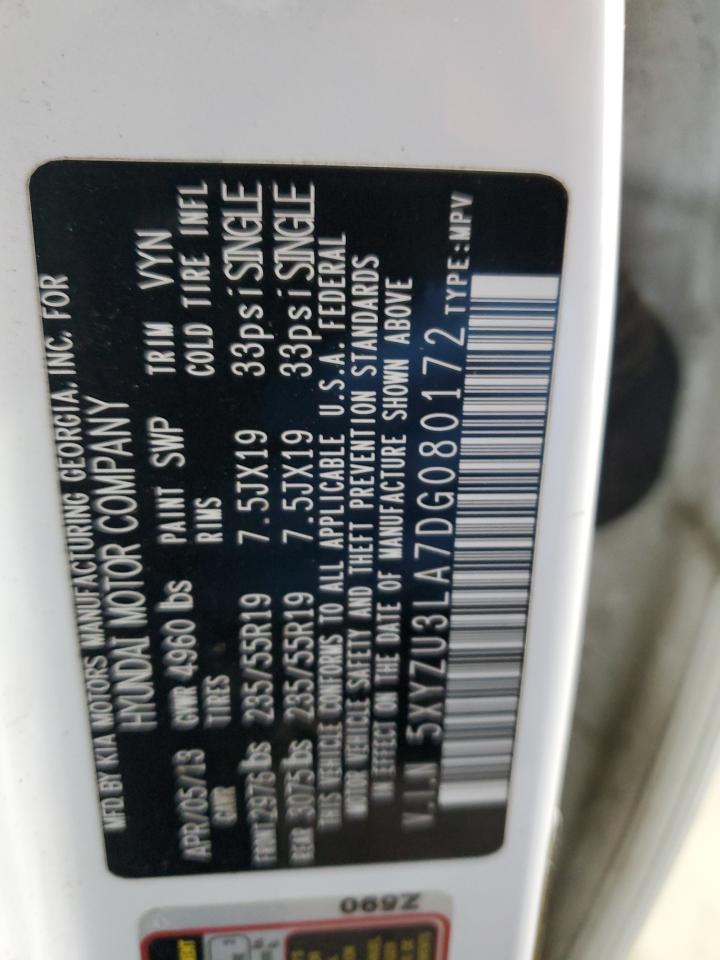 MFD BY KIA MOTORS MANUFACTURING GEORGIA, INC. FOR
HYUNDAI MOTOR COMPANY
APR/05/13 GVWR 4960 lbs PAINT SWP TRIM VYN
GAWR TIRES RIMS COLD TIRE INFL
FRONT 2976 lbs 235/55R19 7.5JX19 33psi SINGLE
REAR 3075 lbs 235/55R19 7.5JX19 33psi SINGLE
THIS VEHICLE CONFORMS TO ALL APPLICABLE U.S.A. FEDERAL
MOTOR VEHICLE SAFETY AND THEFT PREVENTION STANDARDS
IN EFFECT ON THE DATE OF MANUFACTURE SHOWN ABOVE
V.I.N 5XYZU3LA7DG080172 TYPE:MPV
Z590